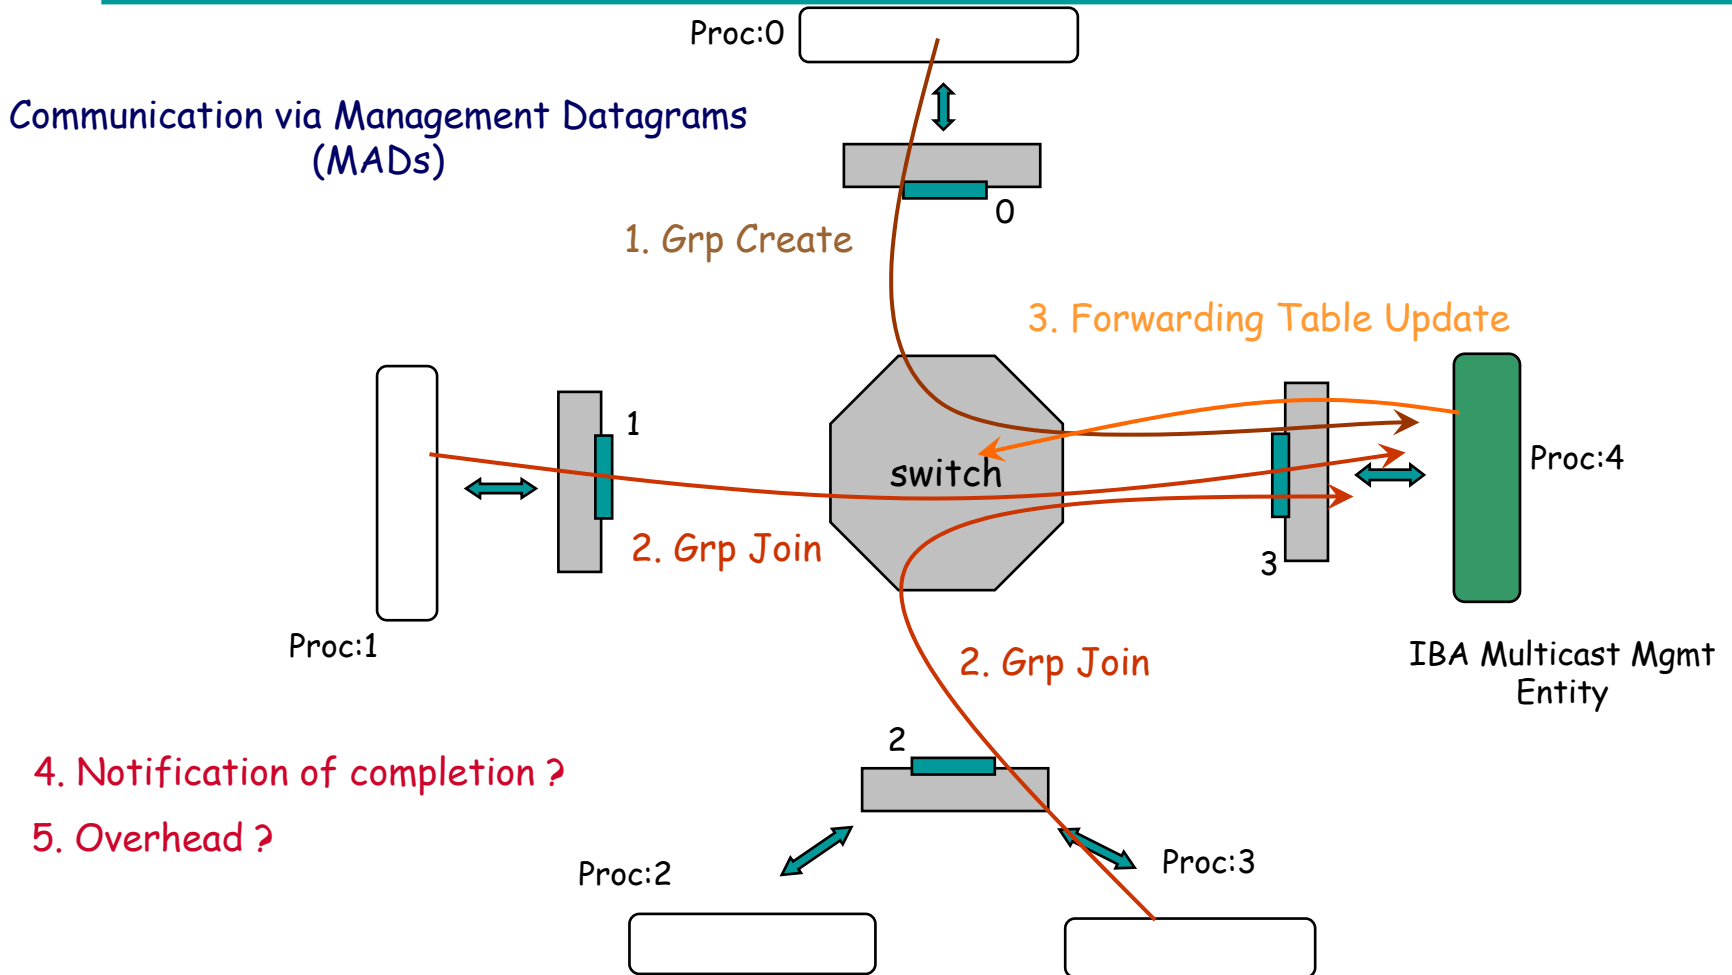 Proc:0
Communication via Management Datagrams
(MADs)
0
1. Grp Create
3. Forwarding Table Update
1
switch
Proc:4
2. Grp Join
3
Proc:1
2. Grp Join
IBA Multicast Mgmt
Entity
2
4. Notification of completion ?
5. Overhead ?
Proc:2
Proc:3